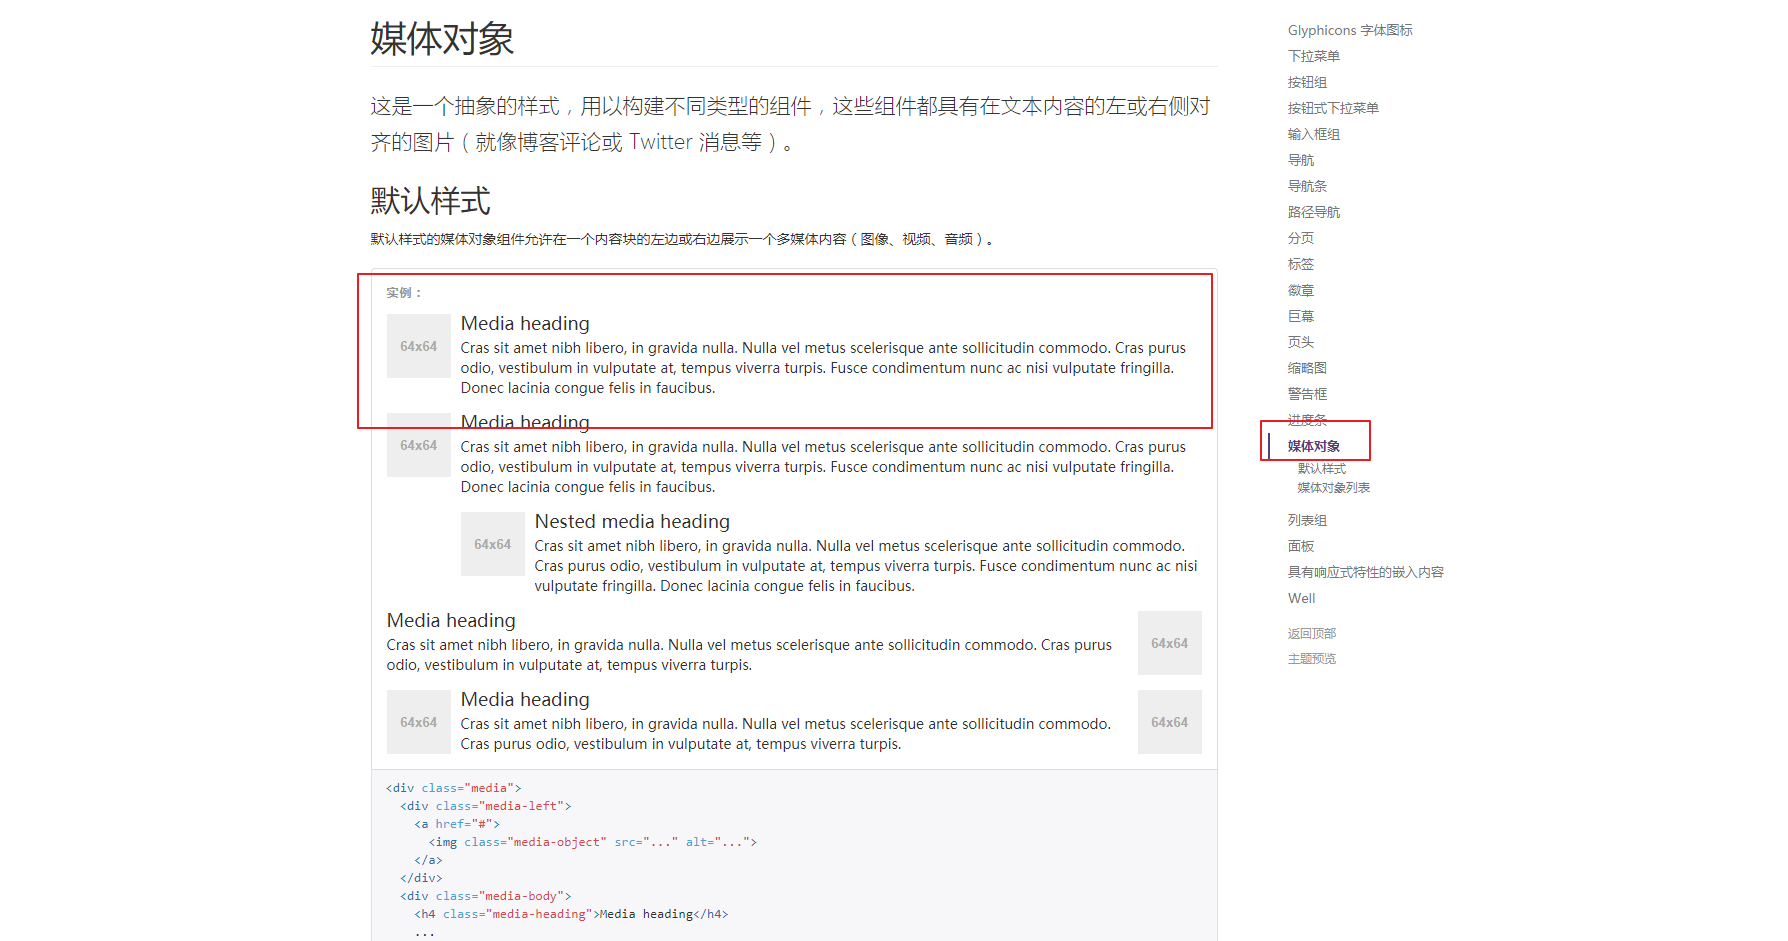 媒体对象
这是一个抽象的样式，用以构建不同类型的组件，这些组件都具有在文本内容的左或右侧对
齐的图片（就像博客评论或 Twitter 消息等）。
默认样式
默认样式的媒体对象组件允许在一个内容块的左边或右边展示一个多媒体内容（图像、视频、音频）。
实例：
64x64
Media heading
Cras sit amet nibh libero, in gravida nulla. Nulla vel metus scelerisque ante sollicitudin commodo. Cras purus
odio, vestibulum in vulputate at, tempus viverra turpis. Fusce condimentum nunc ac nisi vulputate fringilla.
Donec lacinia congue felis in faucibus.
64x64
Media heading
Cras sit amet nibh libero, in gravida nulla. Nulla vel metus scelerisque ante sollicitudin commodo. Cras purus
odio, vestibulum in vulputate at, tempus viverra turpis. Fusce condimentum nunc ac nisi vulputate fringilla.
Donec lacinia congue felis in faucibus.
64x64
Nested media heading
Cras sit amet nibh libero, in gravida nulla. Nulla vel metus scelerisque ante sollicitudin commodo.
Cras purus odio, vestibulum in vulputate at, tempus viverra turpis. Fusce condimentum nunc ac nisi
vulputate fringilla. Donec lacinia congue felis in faucibus.
Media heading
Cras sit amet nibh libero, in gravida nulla. Nulla vel metus scelerisque ante sollicitudin commodo. Cras purus
odio, vestibulum in vulputate at, tempus viverra turpis.
64x64
64x64
Media heading
Cras sit amet nibh libero, in gravida nulla. Nulla vel metus scelerisque ante sollicitudin commodo.
Cras purus odio, vestibulum in vulputate at, tempus viverra turpis.
64x64
<div class="media">
<div class="media-left">
<a href="#">
<img class="media-object" src="..." alt="...">
</a>
</div>
<div class="media-body">
<h4 class="media-heading">Media heading</h4>
...
Glyphicons 字体图标
下拉菜单
按钮组
按钮式下拉菜单
输入框组
导航
导航条
路径导航
分页
标签
徽章
巨幕
页头
缩略图
警告框
进度条
媒体对象
默认样式
媒体对象列表
列表组
面板
具有响应式特性的嵌入内容
Well
返回顶部
主题预览